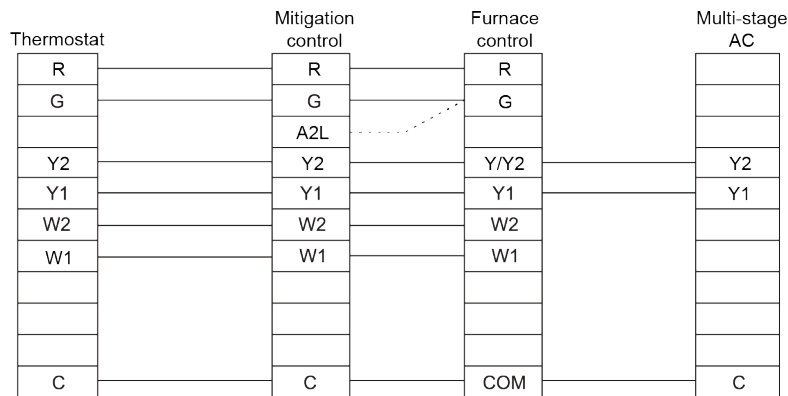 Thermostat
Mitigation
control
Furnace
control
Multi-stage
AC
R R R
G G G
A2L
Y2 Y2 Y/Y2 Y2
Y1 Y1 Y1 Y1
W2 W2 W2
W1 W1 W1
C C COM C